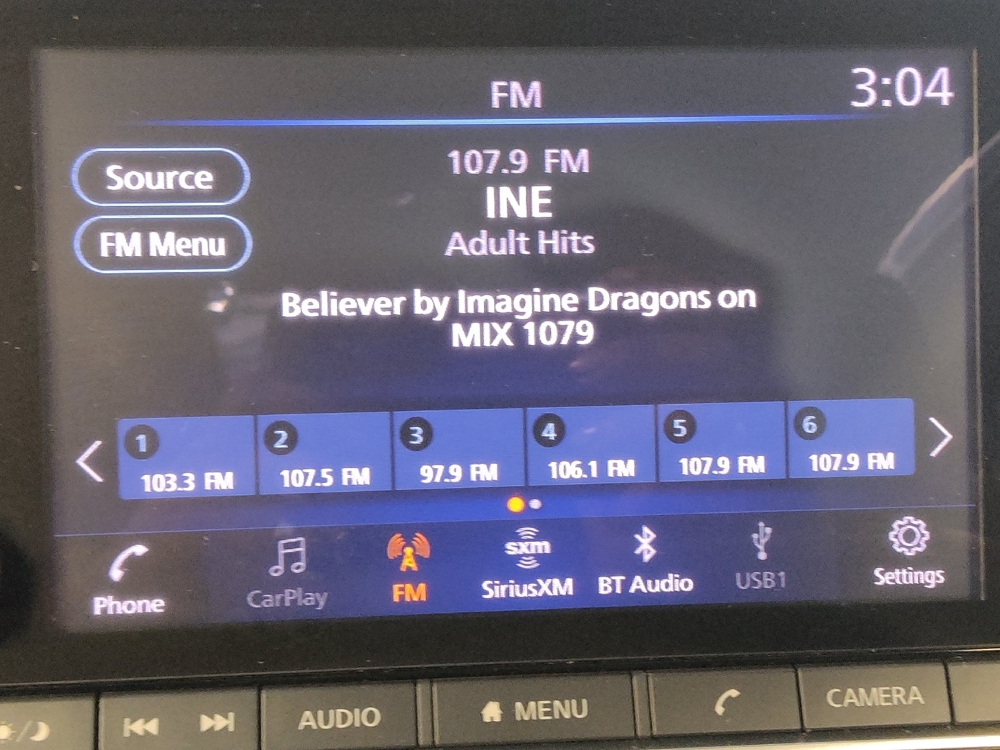 FM
3:04
Source
FM Menu
107.9 FM
INE
Adult Hits
Believer by Imagine Dragons on
MIX 1079
1
103.3 FM
2
107.5 FM
3
97.9 FM
4
106.1 FM
5
107.9 FM
6
107.9 FM
Phone
CarPlay
FM
sxm
SiriusXM
BT Audio
USB1
Settings
AUDIO
MENU
CAMERA